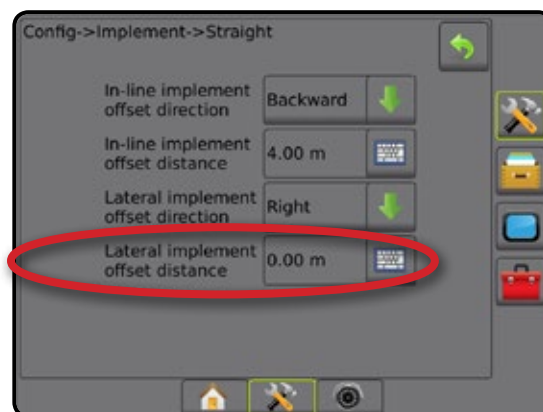 Config->Implement->Straight
In-line implement
offset direction
Backward
In-line implement
offset distance
4.00 m
Lateral implement
offset direction
Right
Lateral implement
offset distance
0.00 m